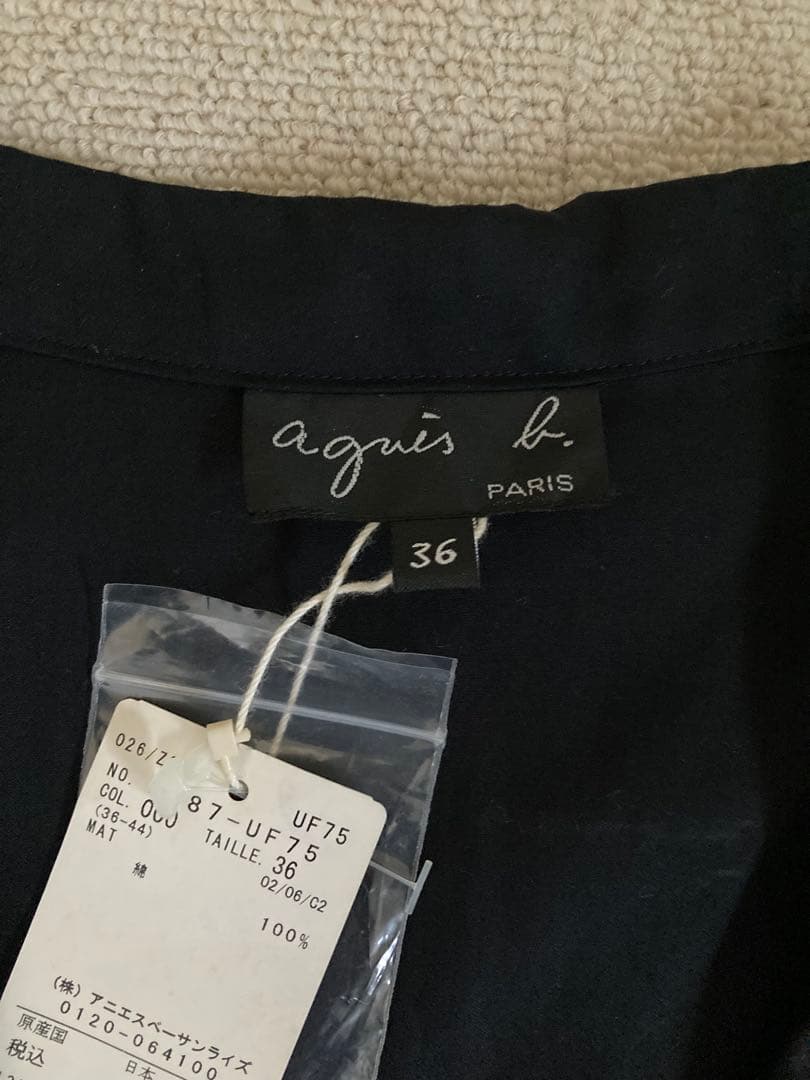 agnès b.
PARIS
36
026/Z
UF75
NO. 87-UF75
COL. 000 TAILLE. 36
(36-44) 02/06/C2
MAT
綿 100%
(株)アニエスベーサンライズ
0120-064100
原産国 日本
税込